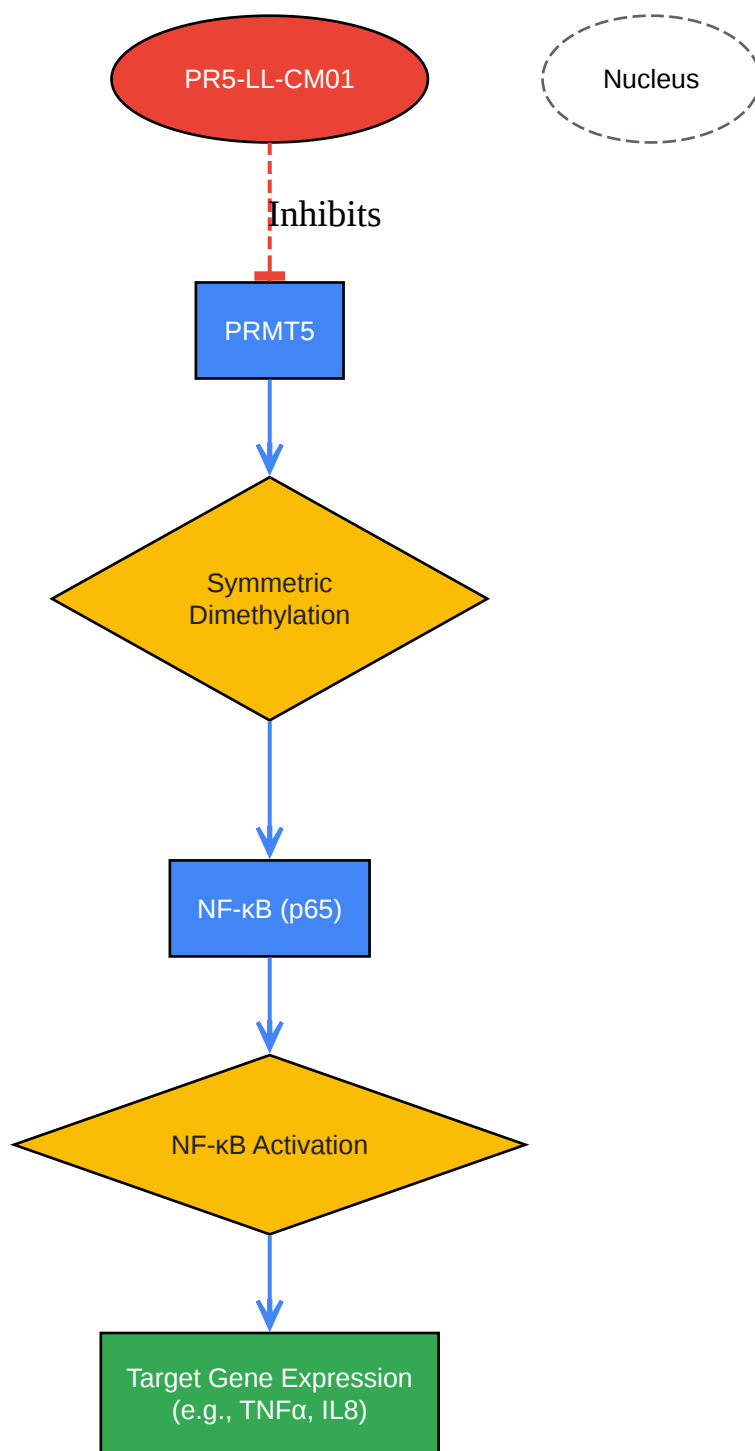 PR5-LL-CM01
Nucleus
Inhibits
PRMT5
Symmetric
Dimethylation
NF-κB (p65)
NF-κB Activation
Target Gene Expression
(e.g., TNFα, IL8)